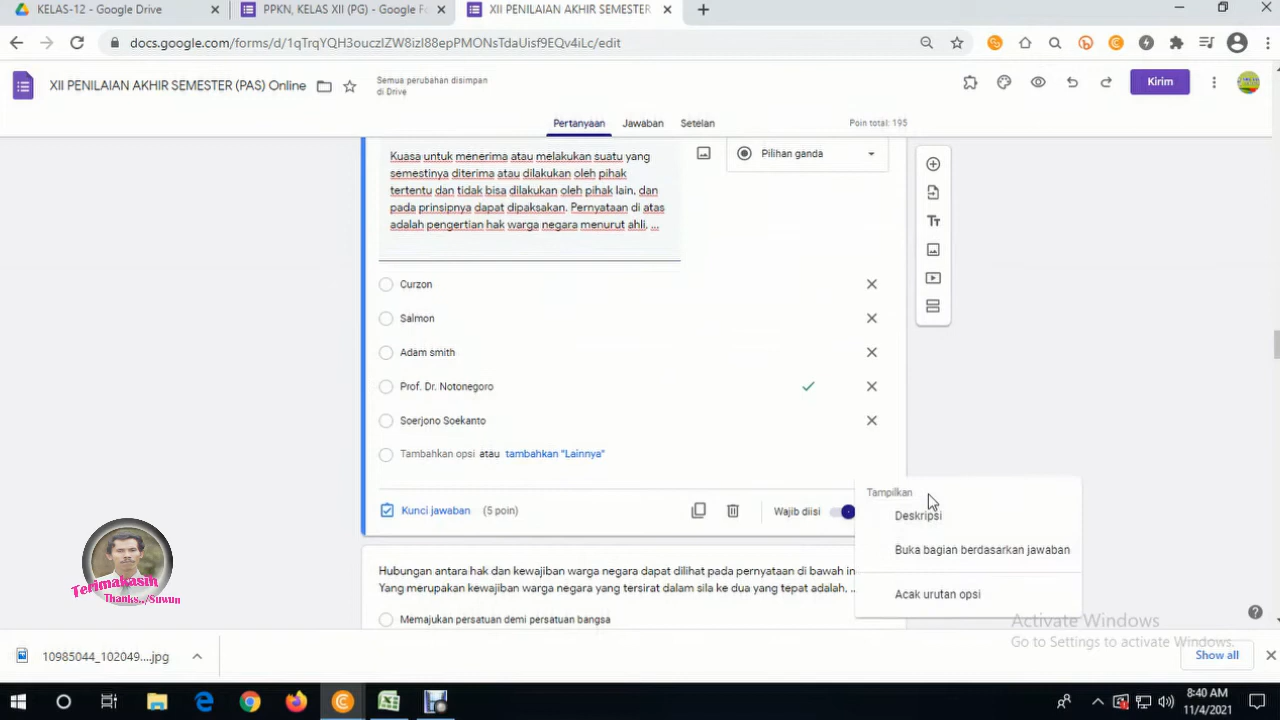 KELAS-12 - Google Drive
PPKN, KELAS XII (PG) - Google Fo
XII PENILAIAN AKHIR SEMESTER
docs.google.com/forms/d/1qTrqYQH3ouczIZW8izI88epPMONsTdaUisf9EQv4iLc/edit
XII PENILAIAN AKHIR SEMESTER (PAS) Online
Semua perubahan disimpan
di Drive
Kirim
Pertanyaan
Jawaban
Setelan
Poin total: 195
Kuasa untuk menerima atau melakukan suatu yang
semestinya diterima atau dilakukan oleh pihak
tertentu dan tidak bisa dilakukan oleh pihak lain, dan
pada prinsipnya dapat dipaksakan. Pernyataan di atas
adalah pengertian hak warga negara menurut ahli, ...
Pilihan ganda
Tт
Curzon
Salmon
Adam smith
Prof. Dr. Notonegoro
Soerjono Soekanto
Tambahkan opsi atau tambahkan "Lainnya"
Kunci jawaban (5 poin)
Wajib diisi
Tampilkan
Deskripsi
Buka bagian berdasarkan jawaban
Acak urutan opsi
Hubungan antara hak dan kewajiban warga negara dapat dilihat pada pernyataan di bawah in
Yang merupakan kewajiban warga negara yang tersirat dalam sila ke dua yang tepat adalah, ..
Memajukan persatuan demi persatuan bangsa
Terimakasih
Thanks../Suwun
Activate Windows
Go to Settings to activate Windows.
10985044_102049....jpg
Show all
8:40 AM
11/4/2021